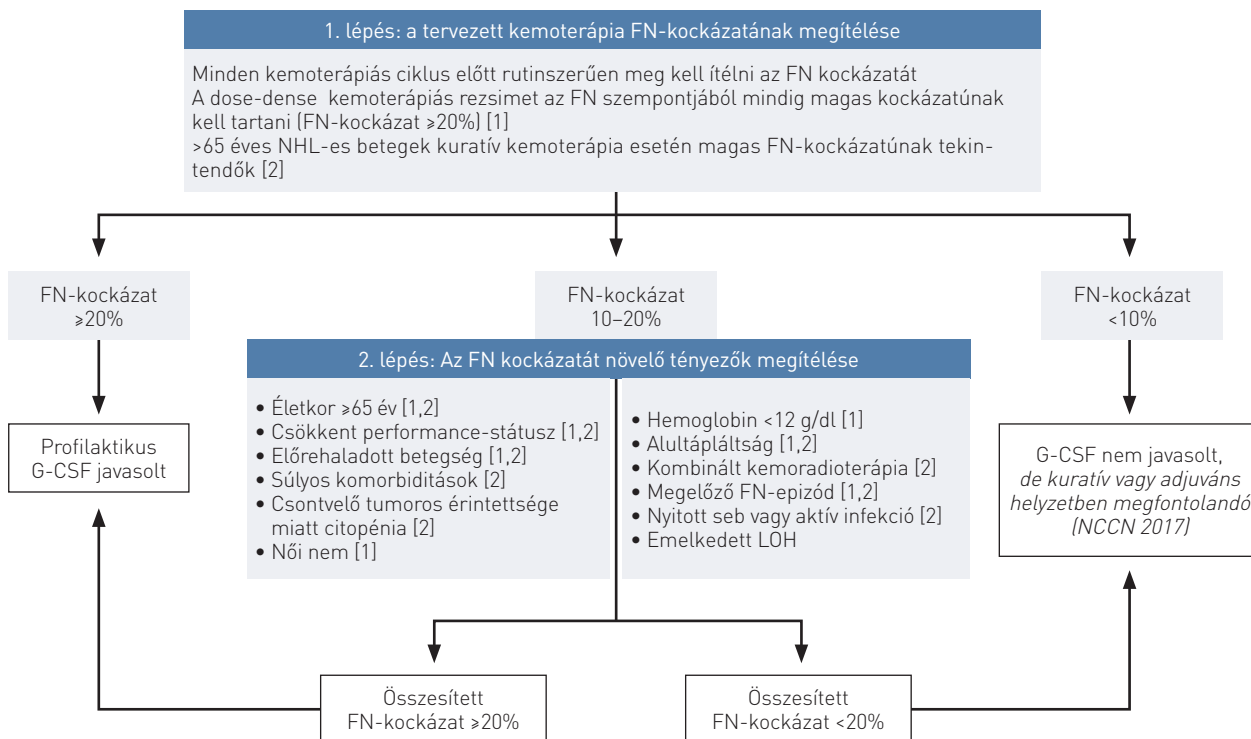 1. lépés: a tervezett kemoterápia FN-kockázatának megítélése
Minden kemoterápiás ciklus előtt rutinszerűen meg kell ítélni az FN kockázatát
A dose-dense kemoterápiás rezsimet az FN szempontjából mindig magas kockázatúnak
kell tartani (FN-kockázat ≥20%) [1]
>65 éves NHL-es betegek kuratív kemoterápia esetén magas FN-kockázatúnak tekin-
tendők [2]
FN-kockázat
≥20%
FN-kockázat
10–20%
FN-kockázat
<10%
2. lépés: Az FN kockázatát növelő tényezők megítélése
• Életkor ≥65 év [1,2]
• Csökkent performance-státusz [1,2]
• Előrehaladott betegség [1,2]
• Súlyos komorbiditások [2]
• Csontvelő tumoros érintettsége
miatt citopénia [2]
• Női nem [1]
• Hemoglobin <12 g/dl [1]
• Alultápláltság [1,2]
• Kombinált kemoradioterápia [2]
• Megelőző FN-epizód [1,2]
• Nyitott seb vagy aktív infekció [2]
• Emelkedett LDH
Profilaktikus
G-CSF javasolt
G-CSF nem javasolt,
de kuratív vagy adjuváns
helyzetben megfontolandó
(NCCN 2017)
Összesített
FN-kockázat ≥20%
Összesített
FN-kockázat <20%